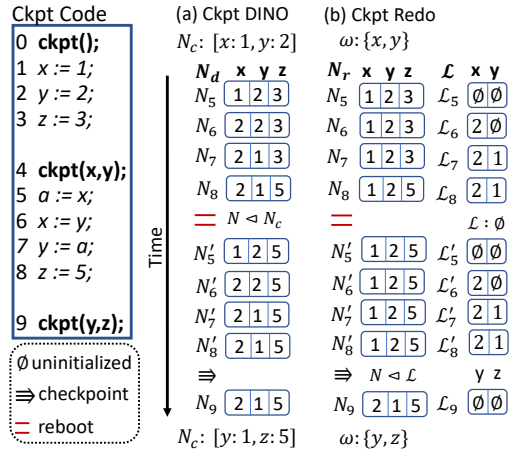 Ckpt Code
0 ckpt();
1 x := 1;
2 y := 2;
3 z := 3;
4 ckpt(x,y);
5 a := x;
6 x := y;
7 y := a;
8 z := 5;
9 ckpt(y,z);
∅ uninitialized
⇛ checkpoint
= reboot
Time
(a) Ckpt DINO
N_c: [x: 1, y: 2]
N_d x y z
N_5 1 2 3
N_6 2 2 3
N_7 2 1 3
N_8 2 1 5
N ⊲ N_c
N′_5 1 2 5
N′_6 2 2 5
N′_7 2 1 5
N′_8 2 1 5
⇛
N_9 2 1 5
N_c: [y: 1, z: 5]
(b) Ckpt Redo
ω: {x, y}
N_r x y z ℒ x y
N_5 1 2 3 ℒ_5 ∅ ∅
N_6 1 2 3 ℒ_6 2 ∅
N_7 1 2 3 ℒ_7 2 1
N_8 1 2 5 ℒ_8 2 1
ℒ : ∅
N′_5 1 2 5 ℒ′_5 ∅ ∅
N′_6 1 2 5 ℒ′_6 2 ∅
N′_7 1 2 5 ℒ′_7 2 1
N′_8 1 2 5 ℒ′_8 2 1
⇛ N ⊲ ℒ y z
N_9 2 1 5 ℒ_9 ∅ ∅
ω: {y, z}